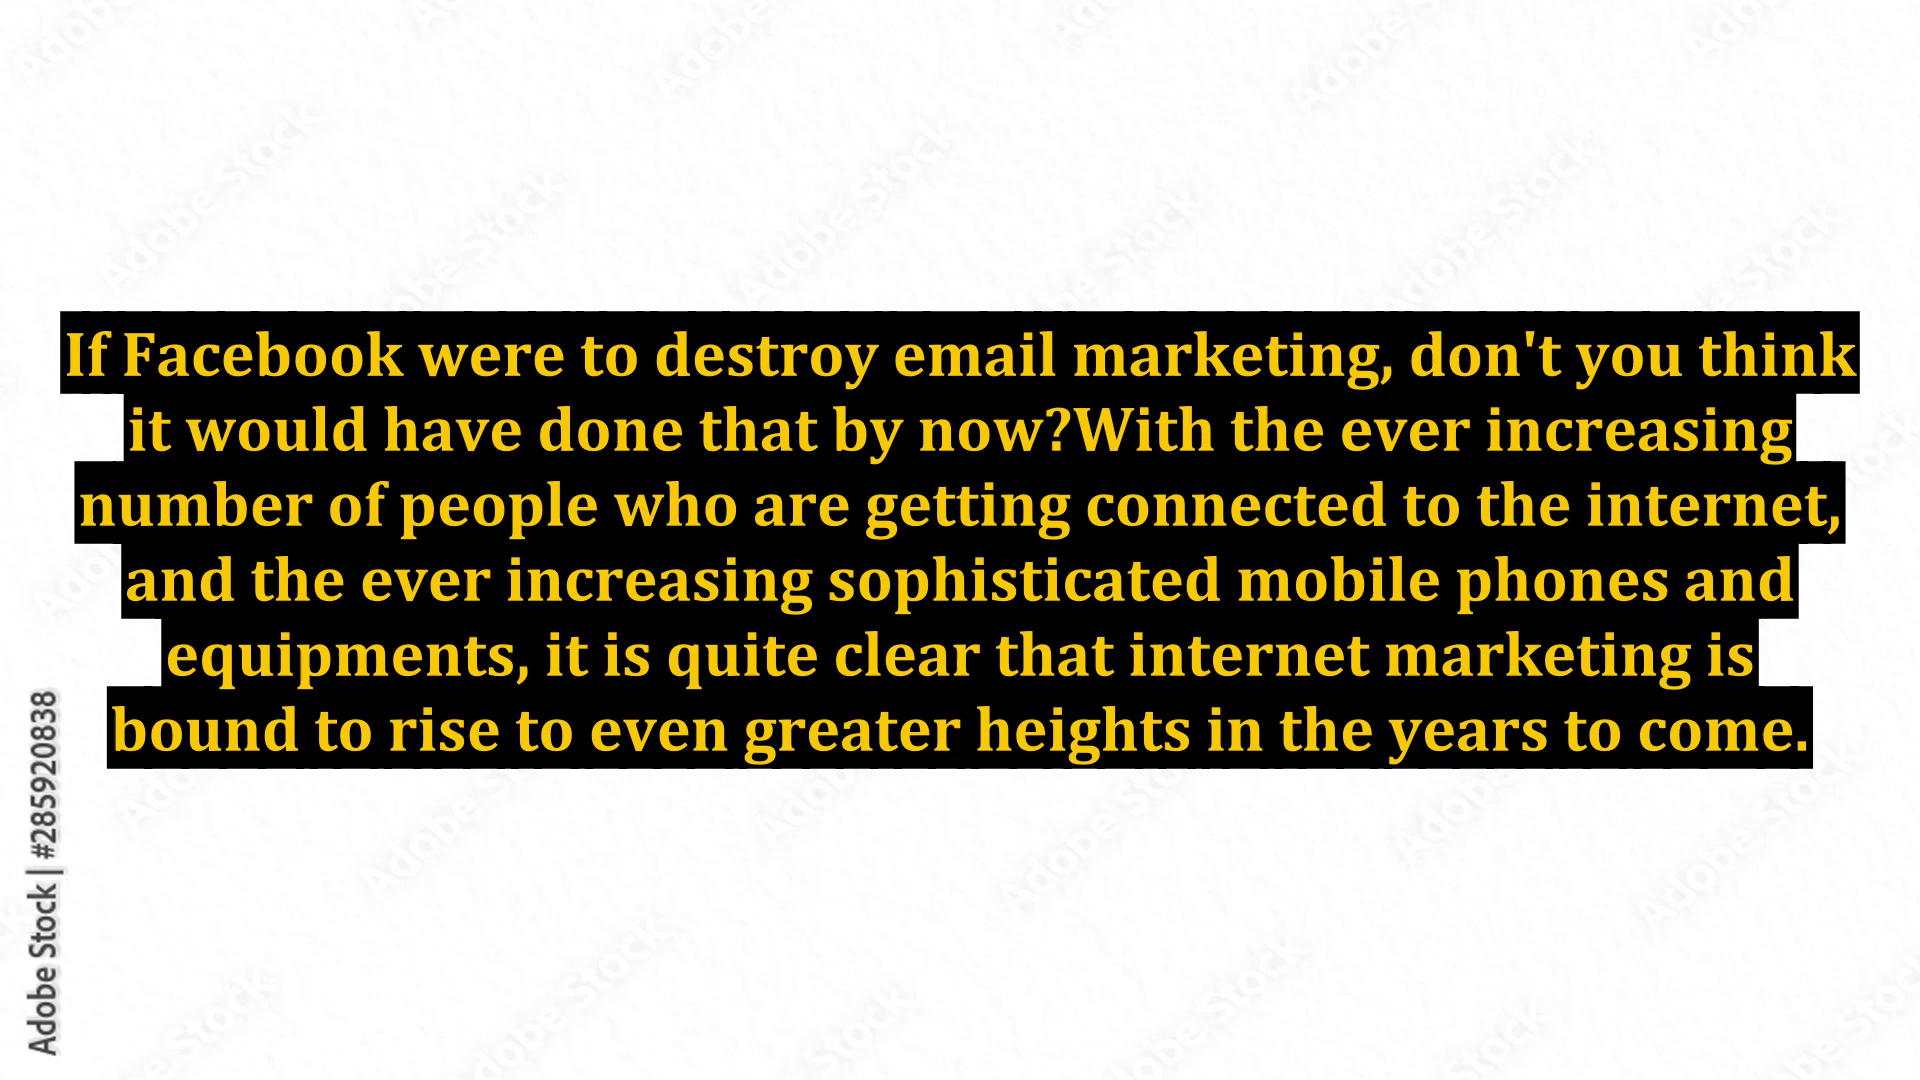 If Facebook were to destroy email marketing, don't you think
it would have done that by now?With the ever increasing
number of people who are getting connected to the internet,
and the ever increasing sophisticated mobile phones and
equipments, it is quite clear that internet marketing is
bound to rise to even greater heights in the years to come.
Adobe Stock | #285920838